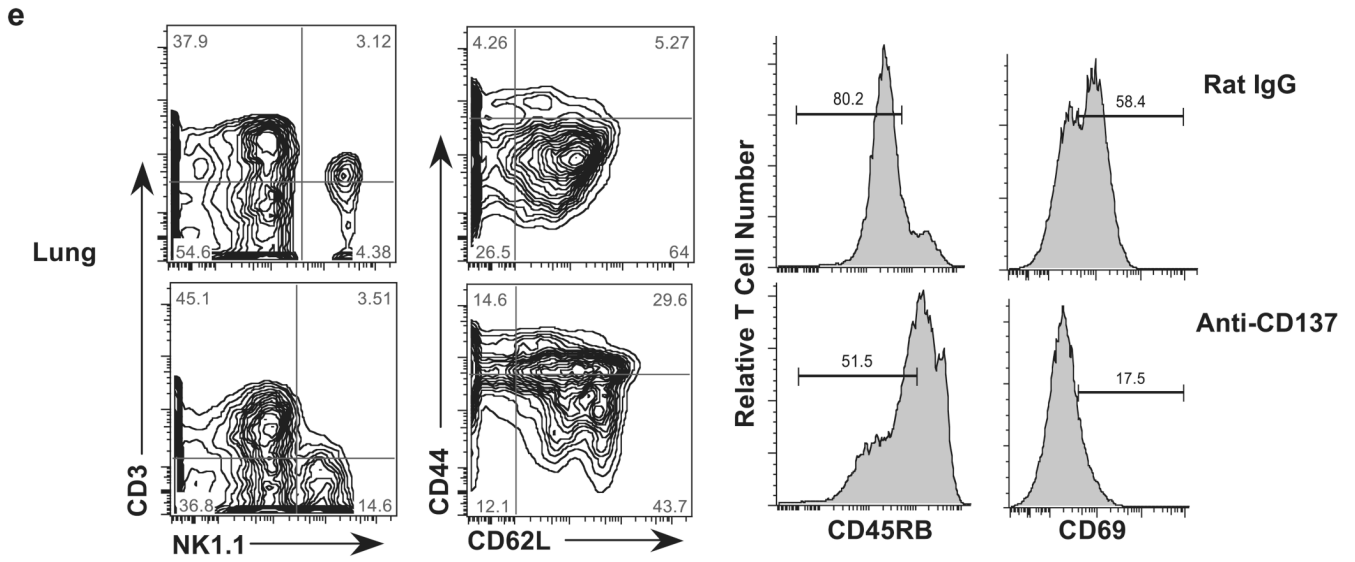 e
37.9 3.12
4.26 5.27
80.2
58.4
Rat IgG
Lung
54.6 4.38
26.5 64
Relative T Cell Number
45.1 3.51
14.6 29.6
51.5
17.5
Anti-CD137
CD3
36.8 14.6
CD44
12.1 43.7
NK1.1
CD62L
CD45RB
CD69